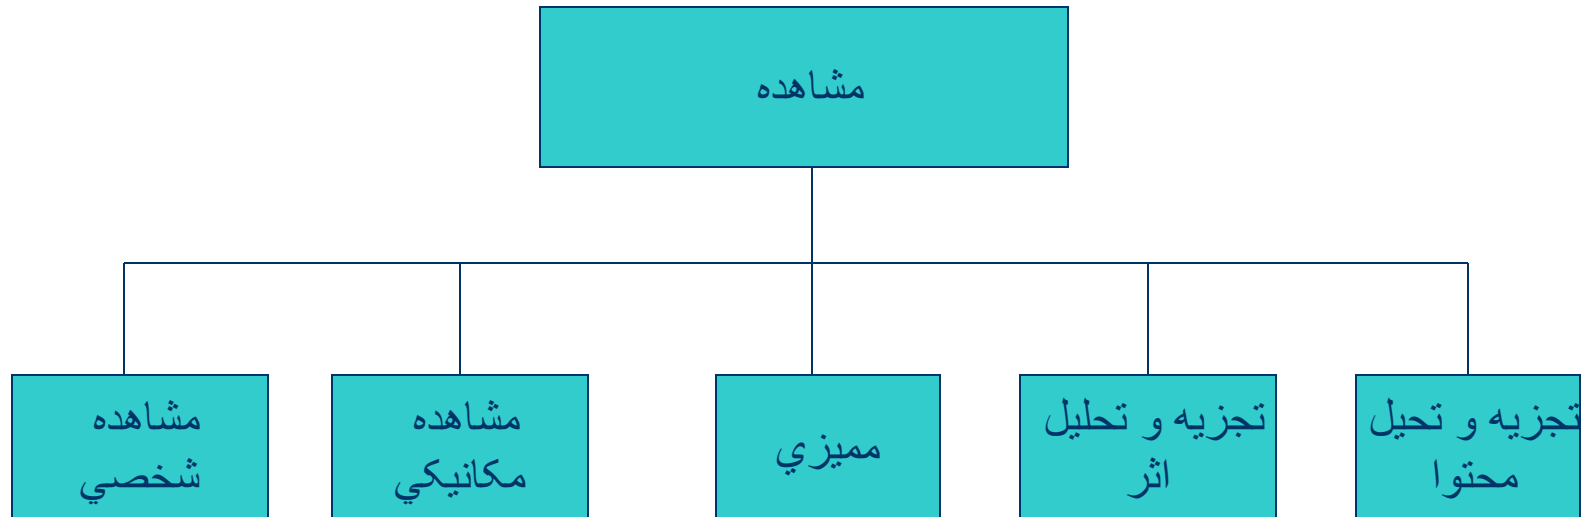 مشاهده
تجزيه و تحيل
محتوا
تجزيه و تحليل
اثر
مميزي
مشاهده
مكانيكي
مشاهده
شخصي